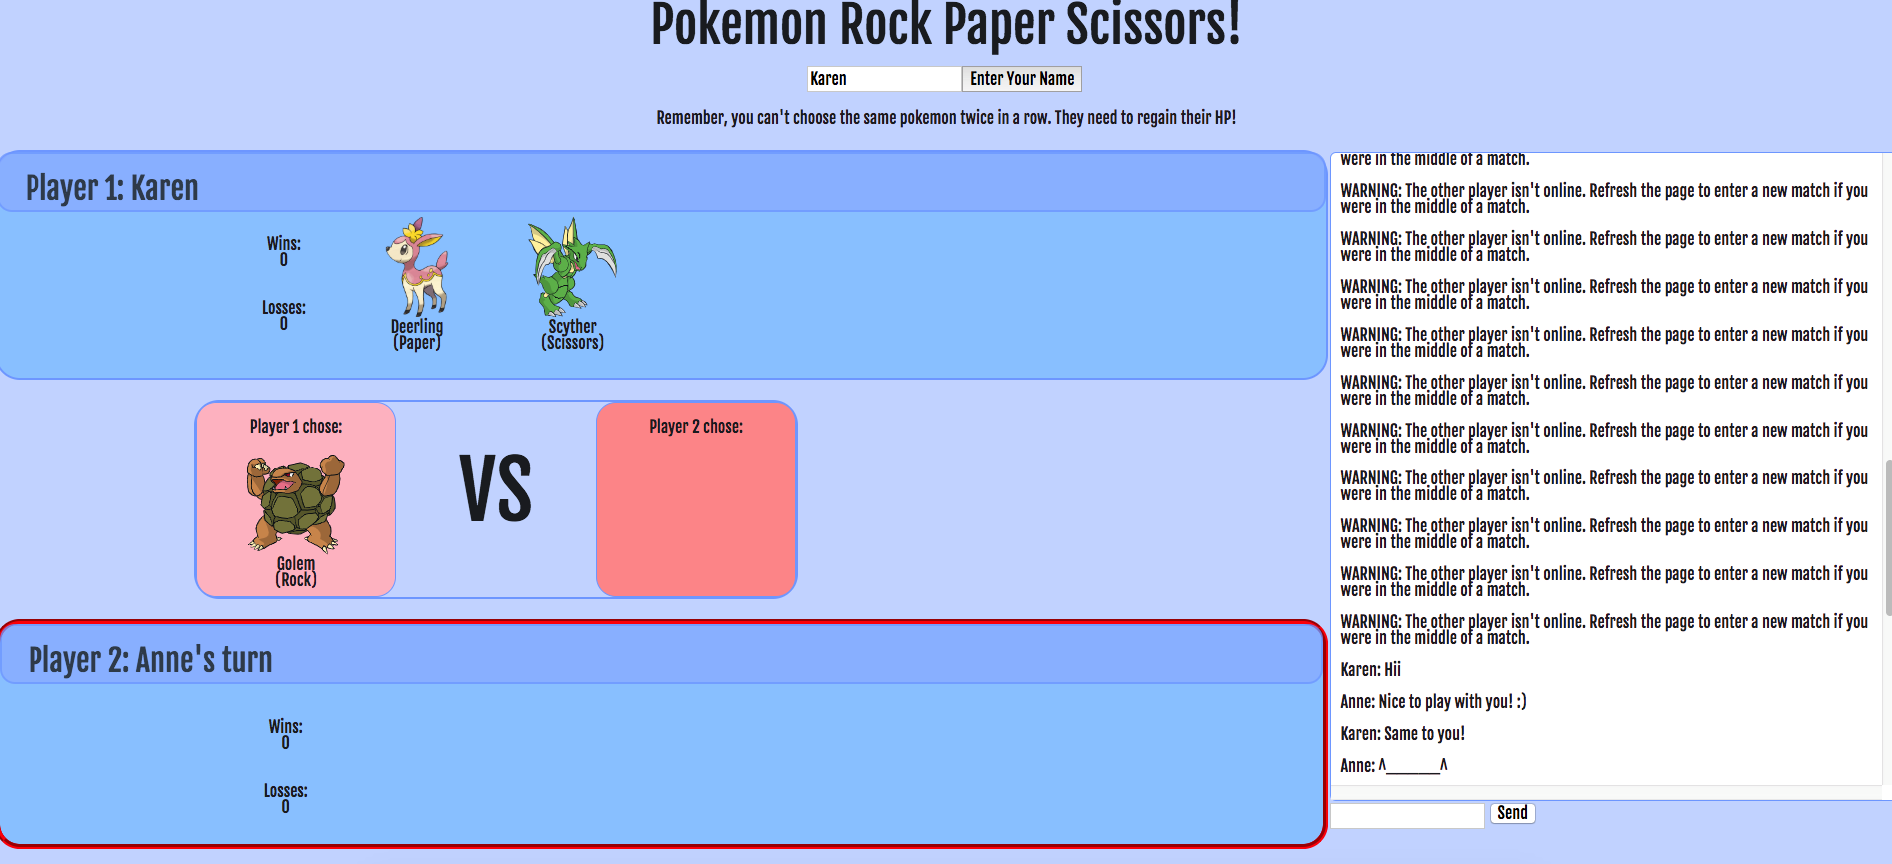 Pokemon Rock Paper Scissors!
Karen
Enter Your Name
Remember, you can't choose the same pokemon twice in a row. They need to regain their HP!
Player 1: Karen
Wins:
0
Losses:
0
Deerling
(Paper)
Scyther
(Scissors)
Player 1 chose:
Golem
(Rock)
VS
Player 2 chose:
Player 2: Anne's turn
Wins:
0
Losses:
0
were in the middle of a match.
WARNING: The other player isn't online. Refresh the page to enter a new match if you
were in the middle of a match.
WARNING: The other player isn't online. Refresh the page to enter a new match if you
were in the middle of a match.
WARNING: The other player isn't online. Refresh the page to enter a new match if you
were in the middle of a match.
WARNING: The other player isn't online. Refresh the page to enter a new match if you
were in the middle of a match.
WARNING: The other player isn't online. Refresh the page to enter a new match if you
were in the middle of a match.
WARNING: The other player isn't online. Refresh the page to enter a new match if you
were in the middle of a match.
WARNING: The other player isn't online. Refresh the page to enter a new match if you
were in the middle of a match.
WARNING: The other player isn't online. Refresh the page to enter a new match if you
were in the middle of a match.
WARNING: The other player isn't online. Refresh the page to enter a new match if you
were in the middle of a match.
WARNING: The other player isn't online. Refresh the page to enter a new match if you
were in the middle of a match.
Karen: Hii
Anne: Nice to play with you! :)
Karen: Same to you!
Anne: ^______^
Send